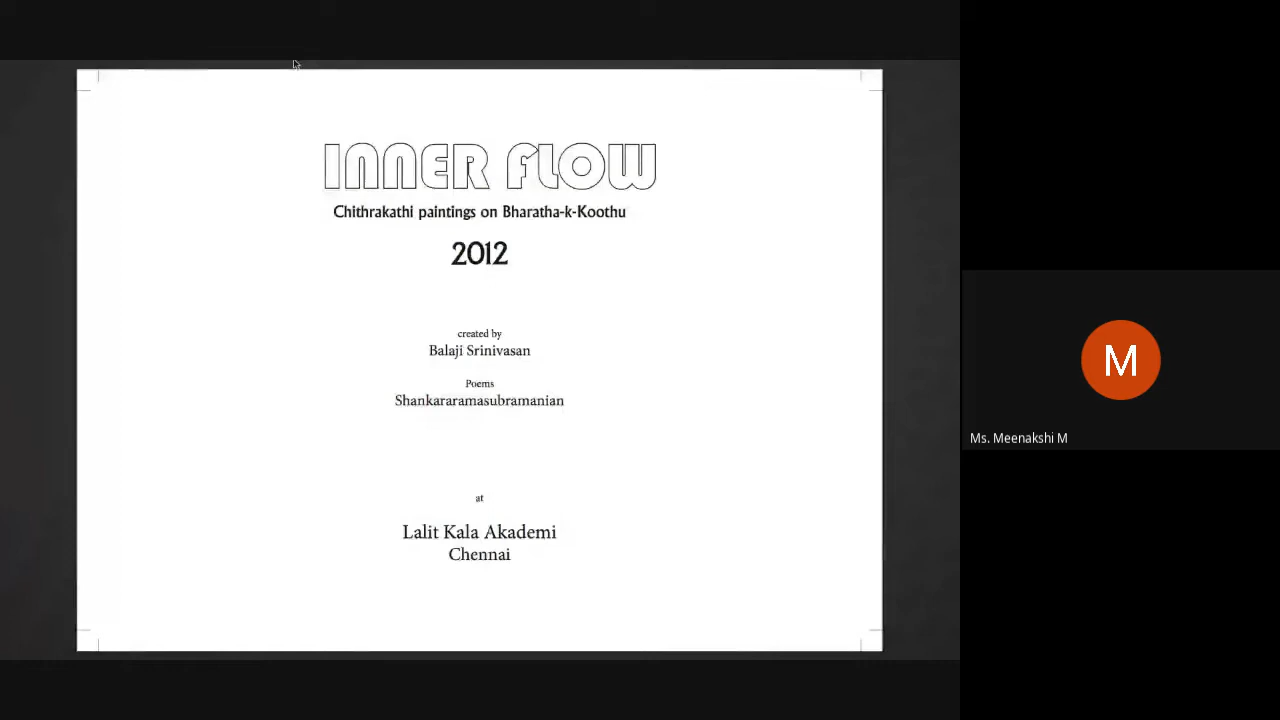 INNER FLOW
Chithrakathi paintings on Bharatha-k-Koothu
2012
created by
Balaji Srinivasan
Poems
Shankararamasubramanian
at
Lalit Kala Akademi
Chennai
M
Ms. Meenakshi M